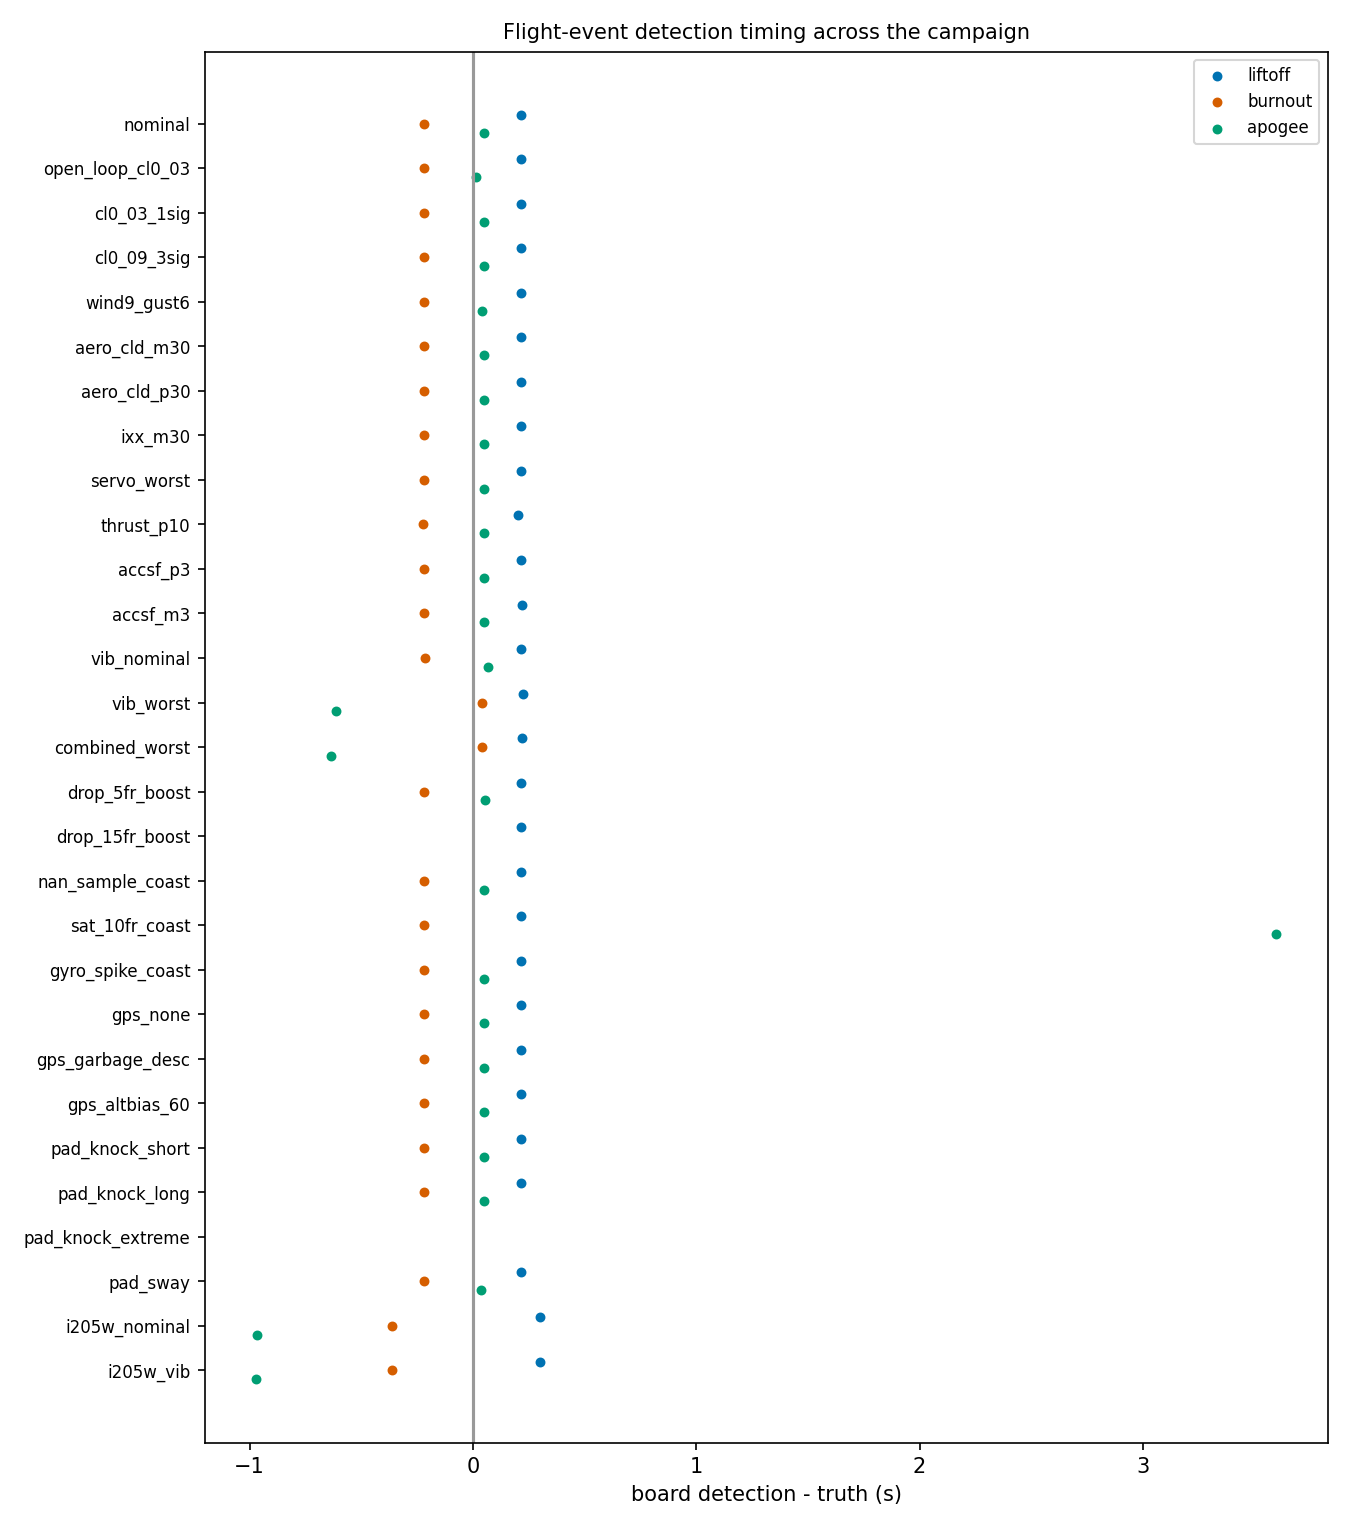 Flight-event detection timing across the campaign
liftoff
burnout
apogee
nominal
open_loop_cl0_03
cl0_03_1sig
cl0_09_3sig
wind9_gust6
aero_cld_m30
aero_cld_p30
ixx_m30
servo_worst
thrust_p10
accsf_p3
accsf_m3
vib_nominal
vib_worst
combined_worst
drop_5fr_boost
drop_15fr_boost
nan_sample_coast
sat_10fr_coast
gyro_spike_coast
gps_none
gps_garbage_desc
gps_altbias_60
pad_knock_short
pad_knock_long
pad_knock_extreme
pad_sway
i205w_nominal
i205w_vib
−1 0 1 2 3
board detection - truth (s)